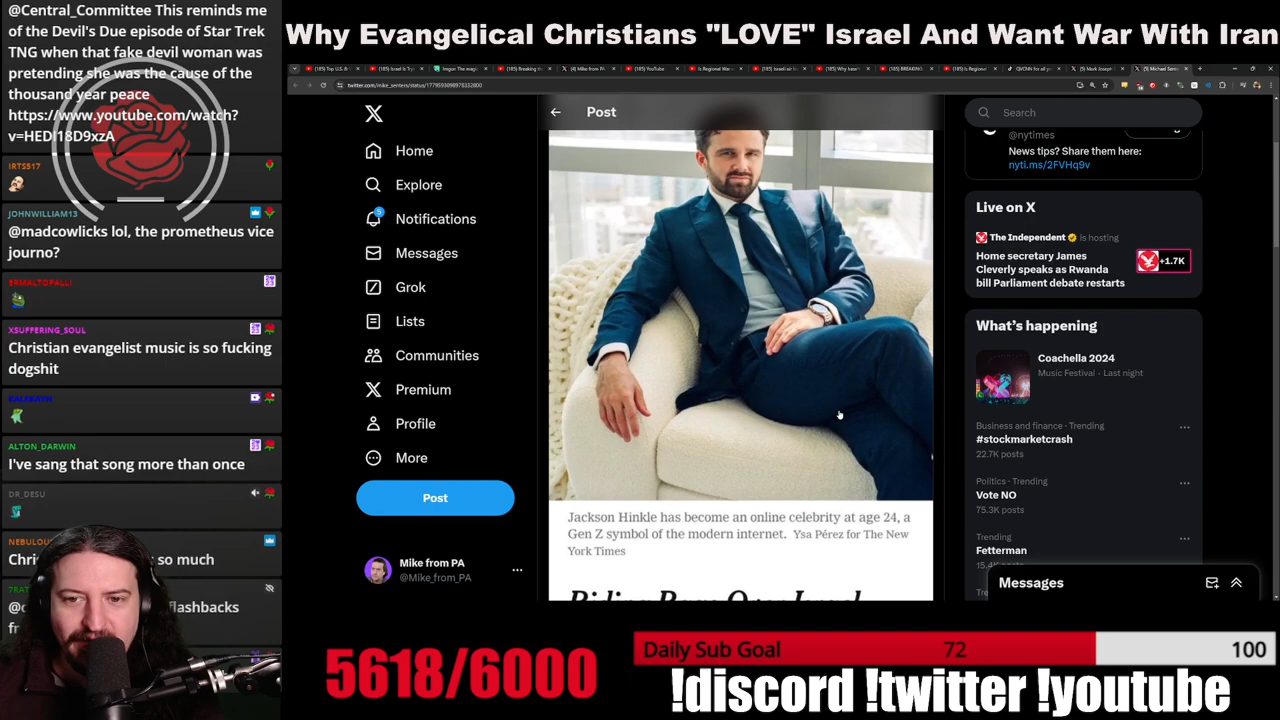 @Central_Committee This reminds me
of the Devil's Due episode of Star Trek
TNG when that fake devil woman was
pretending she was the cause of the
thousand year peace
https://www.youtube.com/watch?
v=HEDI18D9xzA
IRTS517
JOHNWILLIAM13
@madcowlicks lol, the prometheus vice
journo?
XSUFFERING_SOUL
Christian evangelist music is so fucking
dogshit
ALTON_DARWIN
I've sang that song more than once
DR_DESU
so much
flashbacks
Why Evangelical Christians "LOVE" Israel And Want War With Iran
Home
Explore
Notifications
Messages
Grok
Lists
Communities
Premium
Profile
More
Post
Mike from PA
@Mike_from_PA
Post
Jackson Hinkle has become an online celebrity at age 24, a
Gen Z symbol of the modern internet. Ysa Pérez for The New
York Times
Riding Rage Over Israel
Search
@nytimes
News tips? Share them here:
nyti.ms/2FVHq9v
Live on X
The Independent is hosting
Home secretary James
Cleverly speaks as Rwanda
bill Parliament debate restarts
+1.7K
What's happening
Coachella 2024
Music Festival - Last night
Business and finance · Trending
#stockmarketcrash
22.7K posts
Politics · Trending
Vote NO
75.3K posts
Trending
Fetterman
Messages
5618/6000
Daily Sub Goal 72 100
!discord !twitter !youtube